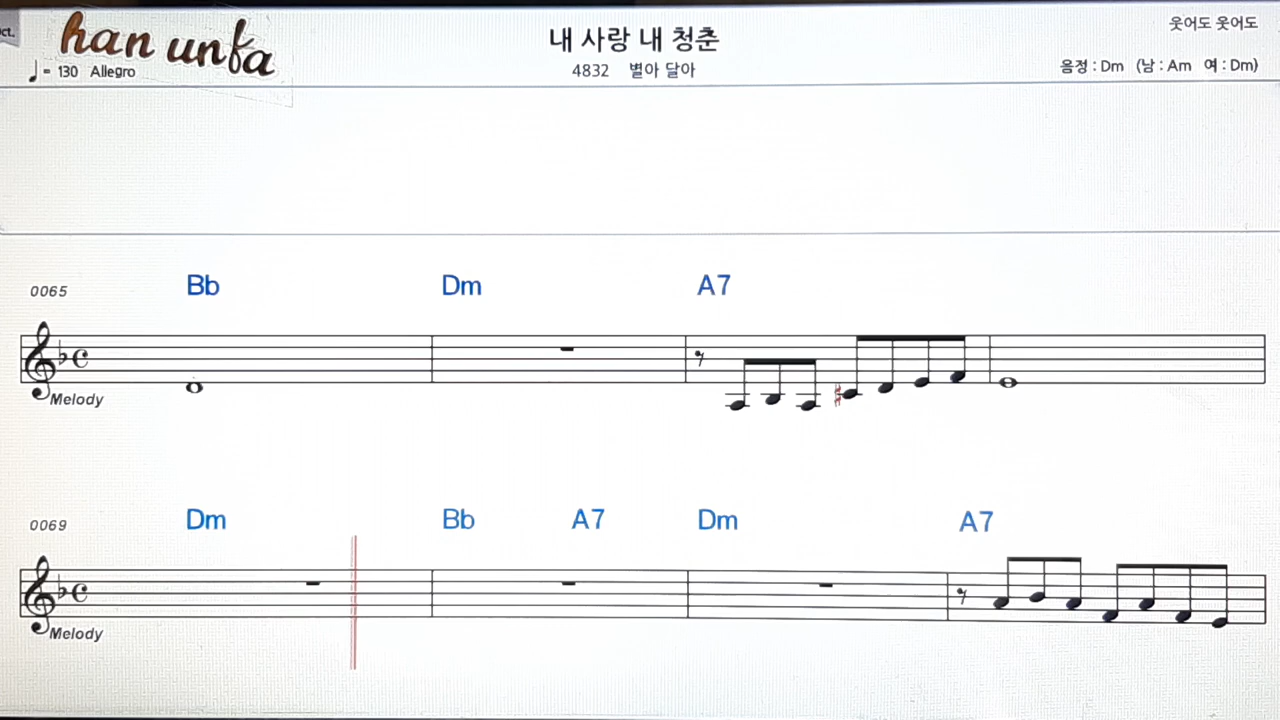 ct.
han unfa
♩= 130 Allegro
내 사랑 내 청춘
4832 별아 달아
웃어도 웃어도
음정 : Dm (남 : Am 여 : Dm)
0065 Bb Dm A7
Melody
0069 Dm Bb A7 Dm A7
Melody